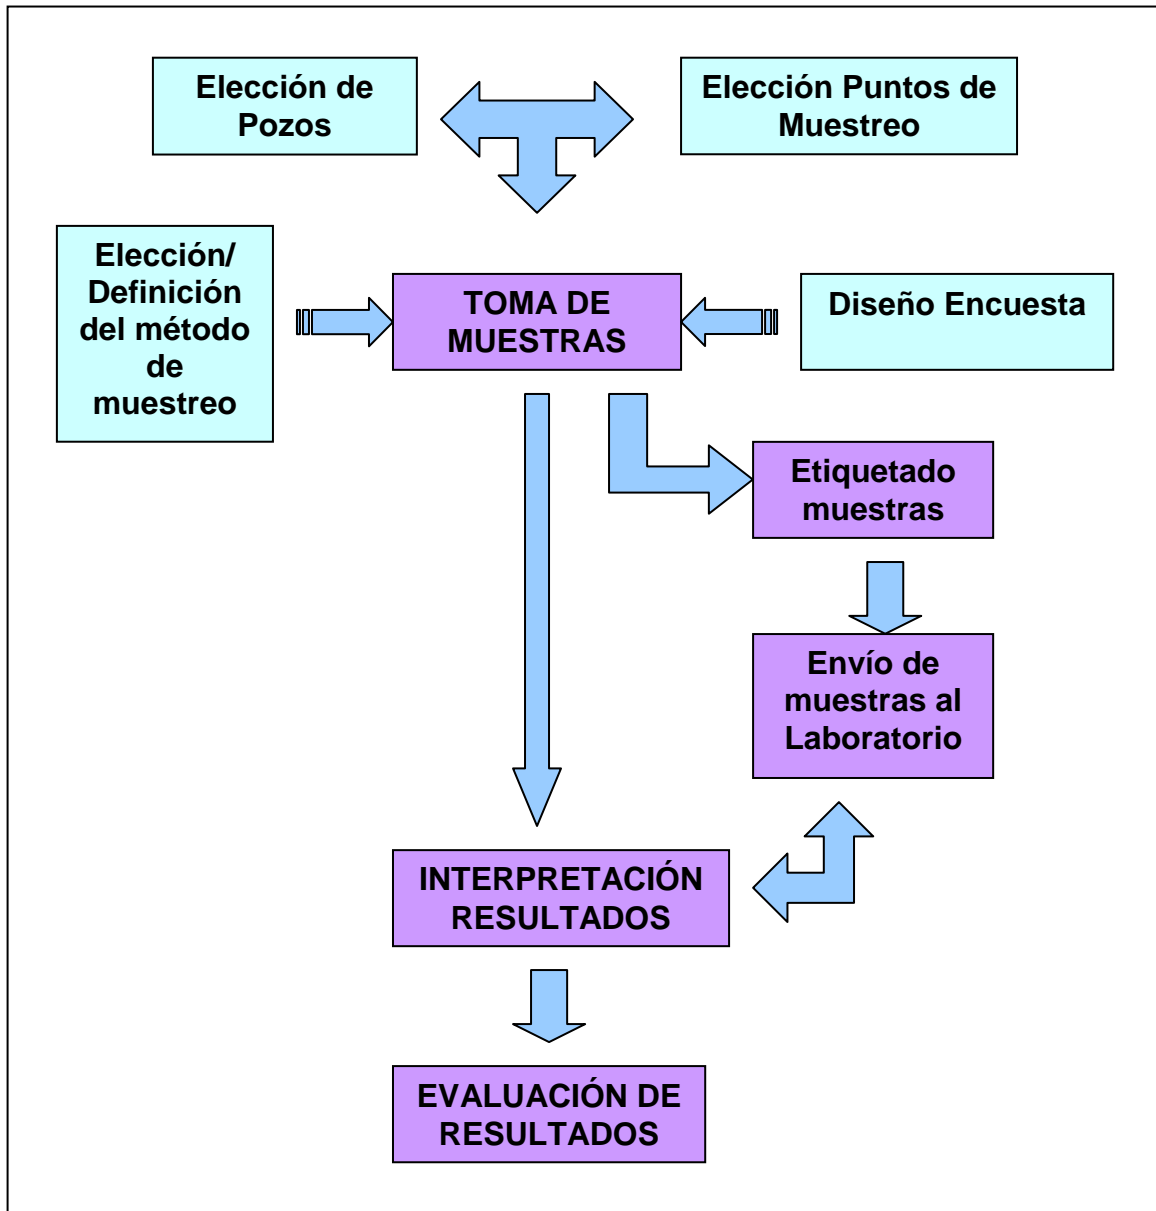 Elección de
Pozos
Elección Puntos de
Muestreo
Elección/
Definición
del método
de
muestreo
TOMA DE
MUESTRAS
Diseño Encuesta
Etiquetado
muestras
Envío de
muestras al
Laboratorio
INTERPRETACIÓN
RESULTADOS
EVALUACIÓN DE
RESULTADOS